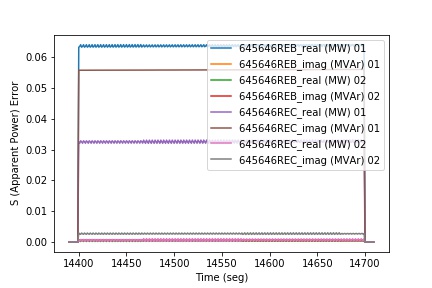 0.06
0.05
0.04
0.03
0.02
0.01
0.00
S (Apparent Power) Error
645646REB_real (MW) 01
645646REB_imag (MVAr) 01
645646REB_real (MW) 02
645646REB_imag (MVAr) 02
645646REC_real (MW) 01
645646REC_imag (MVAr) 01
645646REC_real (MW) 02
645646REC_imag (MVAr) 02
14400 14450 14500 14550 14600 14650 14700
Time (seg)